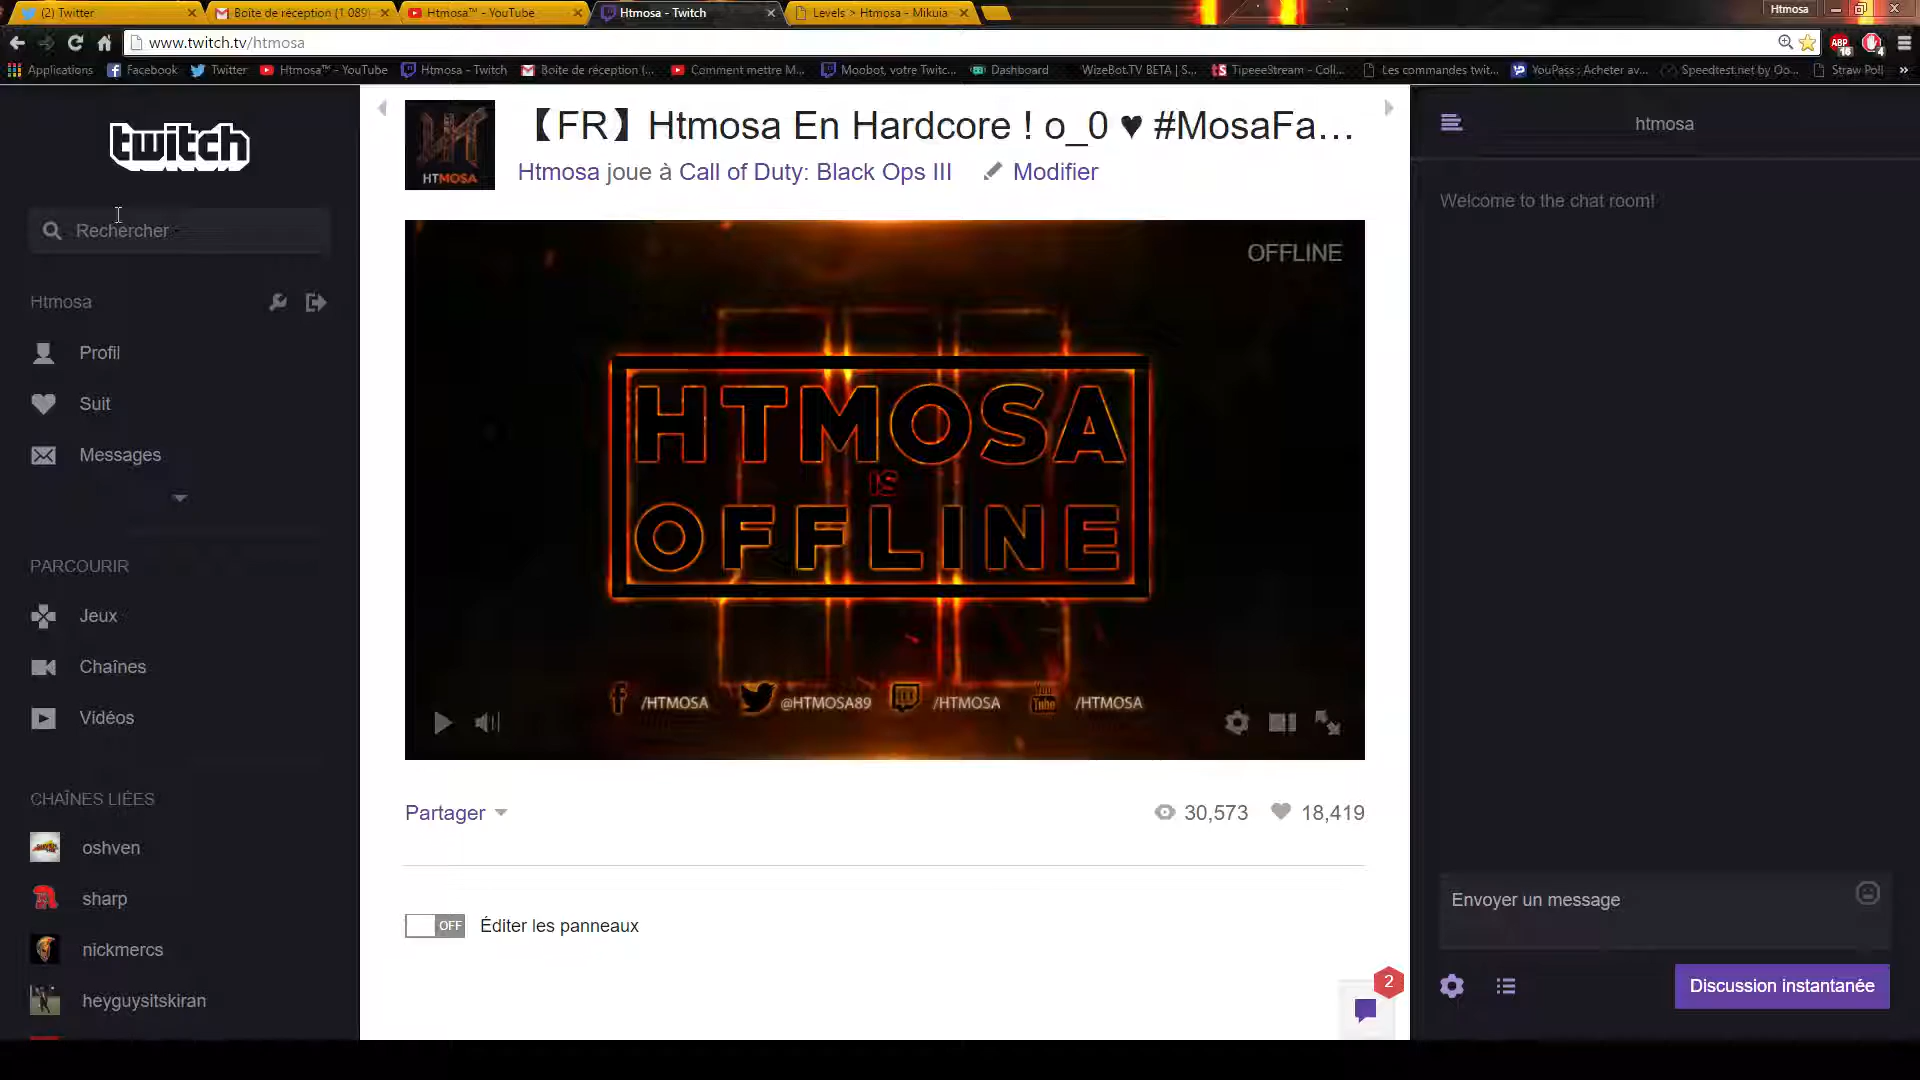 (2) Twitter
Boîte de réception (1 089)
Htmosa™ - YouTube
Htmosa - Twitch
Levels > Htmosa - Mikuia
Htmosa
www.twitch.tv/htmosa
ABP
16
4
Applications
Facebook
Twitter
Htmosa™ - YouTube
Htmosa - Twitch
Boîte de réception (...
Comment mettre M...
Moobot, votre Twitc...
Dashboard
WizeBot.TV BETA | S...
TipeeeStream - Coll...
Les commandes twit...
YouPass : Acheter av...
Speedtest.net by Oo...
Straw Poll
»
twitch
Rechercher
Htmosa
Profil
Suit
Messages
PARCOURIR
Jeux
Chaînes
Vidéos
CHAÎNES LIÉES
oshven
sharp
nickmercs
heyguysitskiran
HTMOSA
【FR】Htmosa En Hardcore ! o_0 ♥ #MosaFa...
Htmosa joue à Call of Duty: Black Ops III
Modifier
OFFLINE
HTMOSA
IS
OFFLINE
/HTMOSA
@HTMOSA89
/HTMOSA
You Tube
/HTMOSA
Partager
30,573
18,419
OFF
Éditer les panneaux
2
htmosa
Welcome to the chat room!
Envoyer un message
Discussion instantanée